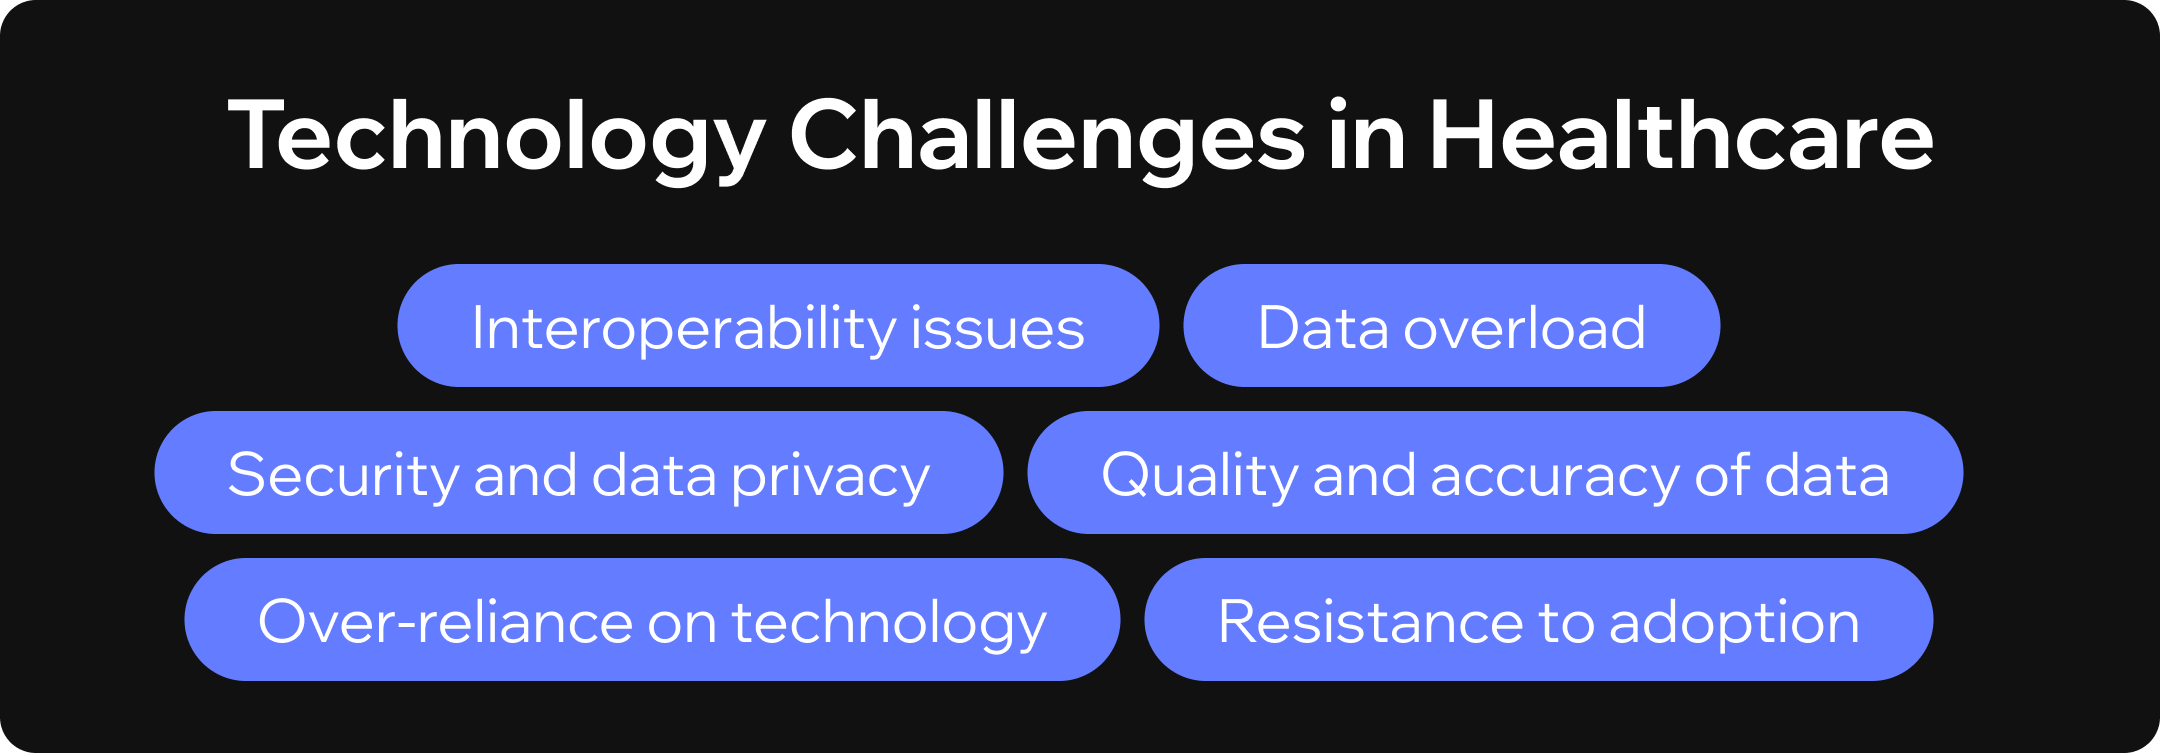 Technology Challenges in Healthcare
Interoperability issues
Data overload
Security and data privacy
Quality and accuracy of data
Over-reliance on technology
Resistance to adoption